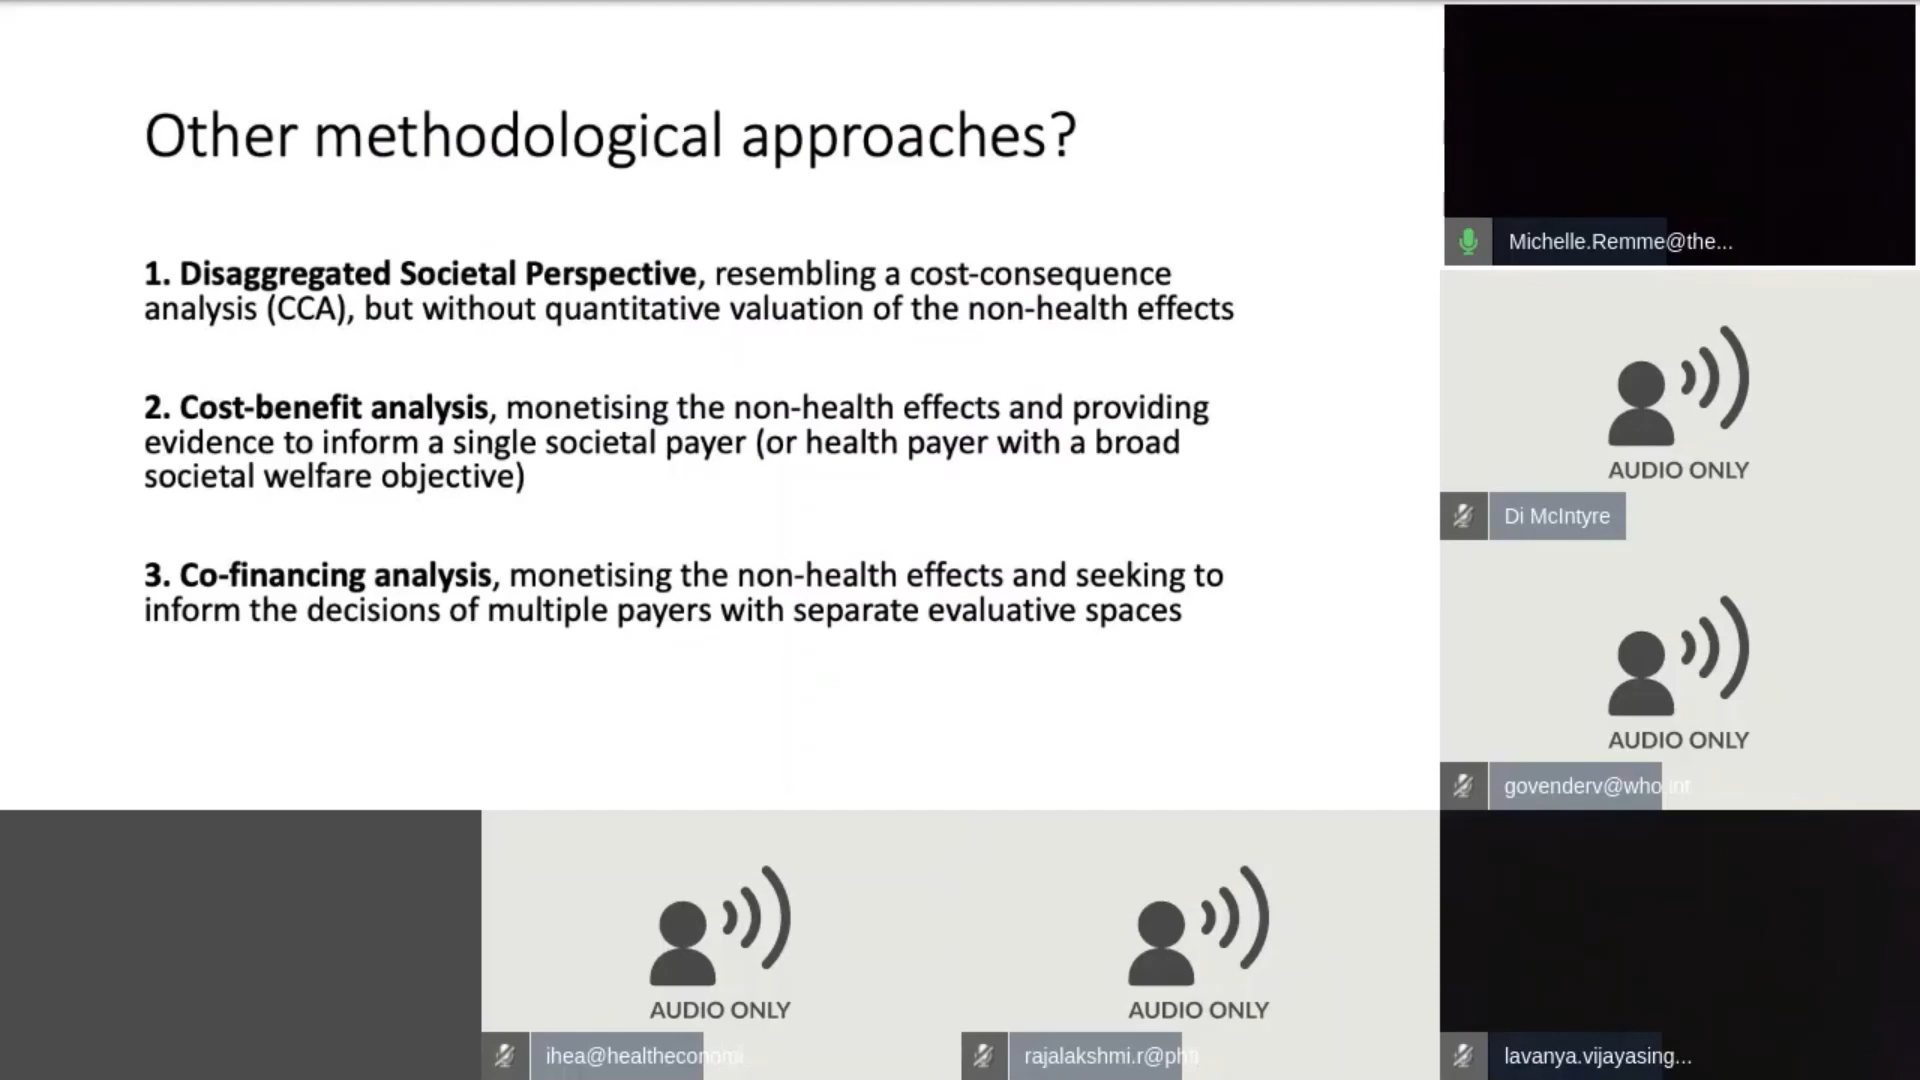 Other methodological approaches?
1. Disaggregated Societal Perspective, resembling a cost-consequence
analysis (CCA), but without quantitative valuation of the non-health effects
2. Cost-benefit analysis, monetising the non-health effects and providing
evidence to inform a single societal payer (or health payer with a broad
societal welfare objective)
3. Co-financing analysis, monetising the non-health effects and seeking to
inform the decisions of multiple payers with separate evaluative spaces
Michelle.Remme@the...
AUDIO ONLY
Di McIntyre
AUDIO ONLY
govenderv@who.int
AUDIO ONLY
ihea@healtheconomi
AUDIO ONLY
rajalakshmi.r@phfi
lavanya.vijayasing...